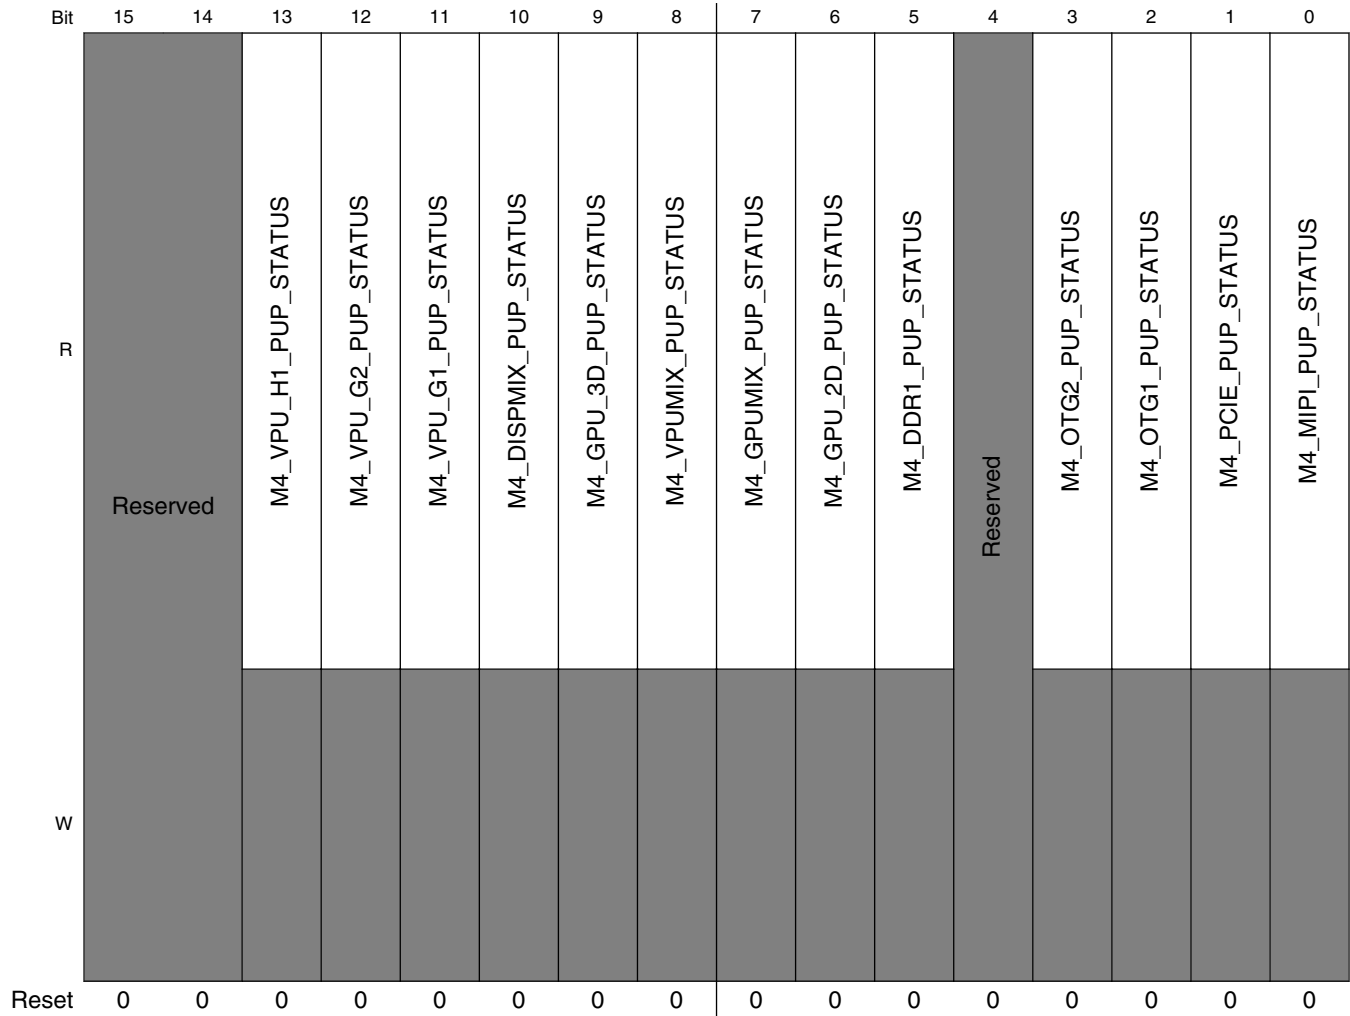 Bit 15 14 13 12 11 10 9 8 7 6 5 4 3 2 1 0
R
Reserved
M4_VPU_H1_PUP_STATUS
M4_VPU_G2_PUP_STATUS
M4_VPU_G1_PUP_STATUS
M4_DISPMIX_PUP_STATUS
M4_GPU_3D_PUP_STATUS
M4_VPUMIX_PUP_STATUS
M4_GPUMIX_PUP_STATUS
M4_GPU_2D_PUP_STATUS
M4_DDR1_PUP_STATUS
Reserved
M4_OTG2_PUP_STATUS
M4_OTG1_PUP_STATUS
M4_PCIE_PUP_STATUS
M4_MIPI_PUP_STATUS
W
Reset 0 0 0 0 0 0 0 0 0 0 0 0 0 0 0 0